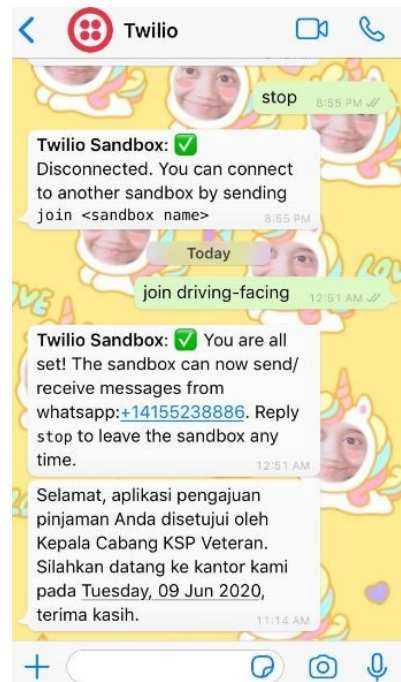 Twilio
stop 8:55 PM
Twilio Sandbox: ✅
Disconnected. You can connect
to another sandbox by sending
join <sandbox name> 8:55 PM
Today
join driving-facing 12:51 AM
Twilio Sandbox: ✅ You are all
set! The sandbox can now send/
receive messages from
whatsapp:+14155238886. Reply
stop to leave the sandbox any
time. 12:51 AM
Selamat, aplikasi pengajuan
pinjaman Anda disetujui oleh
Kepala Cabang KSP Veteran.
Silahkan datang ke kantor kami
pada Tuesday, 09 Jun 2020,
terima kasih. 11:14 AM